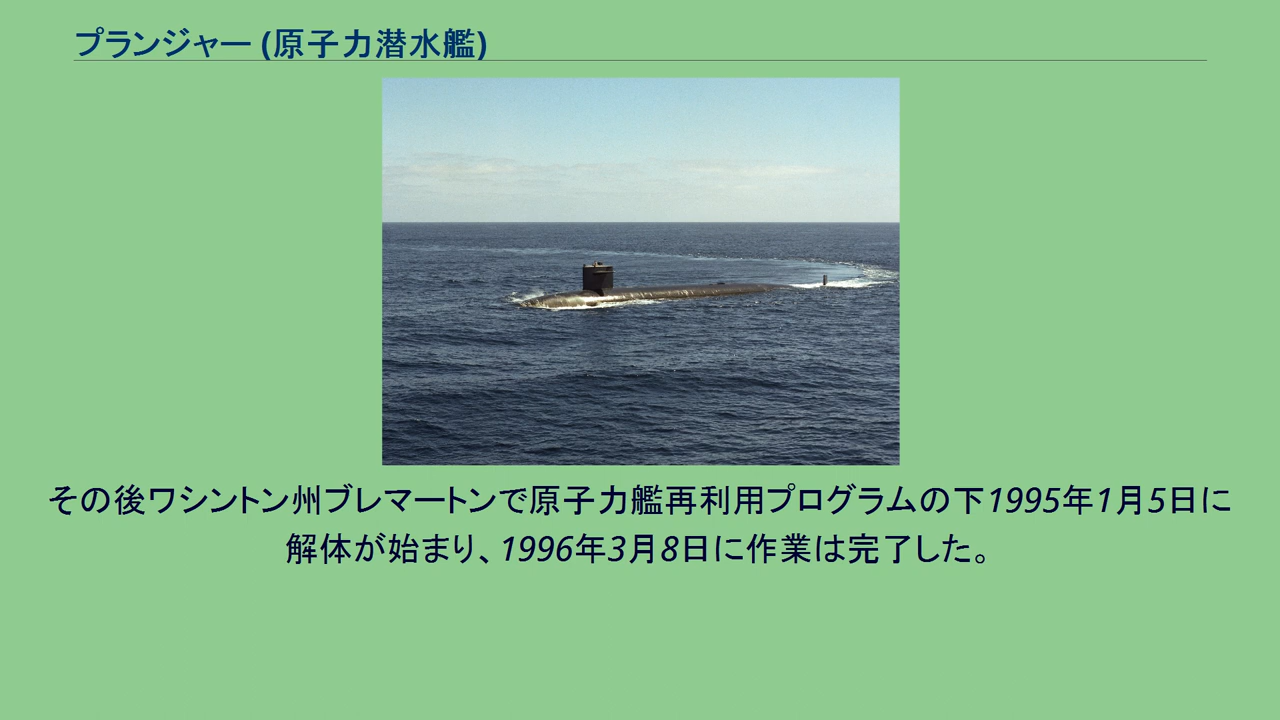 プランジャー (原子力潜水艦)
その後ワシントン州ブレマートンで原子力艦再利用プログラムの下1995年1月5日に
解体が始まり、1996年3月8日に作業は完了した。